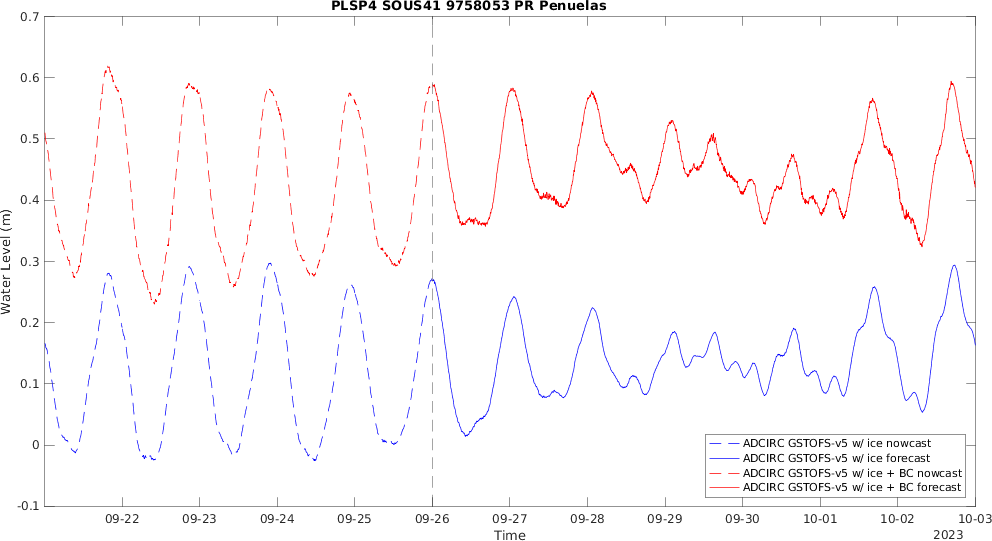 PLSP4 SOUS41 9758053 PR Penuelas
0.7
0.6
0.5
0.4
0.3
0.2
0.1
0
-0.1
Water Level (m)
09-22 09-23 09-24 09-25 09-26 09-27 09-28 09-29 09-30 10-01 10-02 10-03
Time
2023
ADCIRC GSTOFS-v5 w/ ice nowcast
ADCIRC GSTOFS-v5 w/ ice forecast
ADCIRC GSTOFS-v5 w/ ice + BC nowcast
ADCIRC GSTOFS-v5 w/ ice + BC forecast